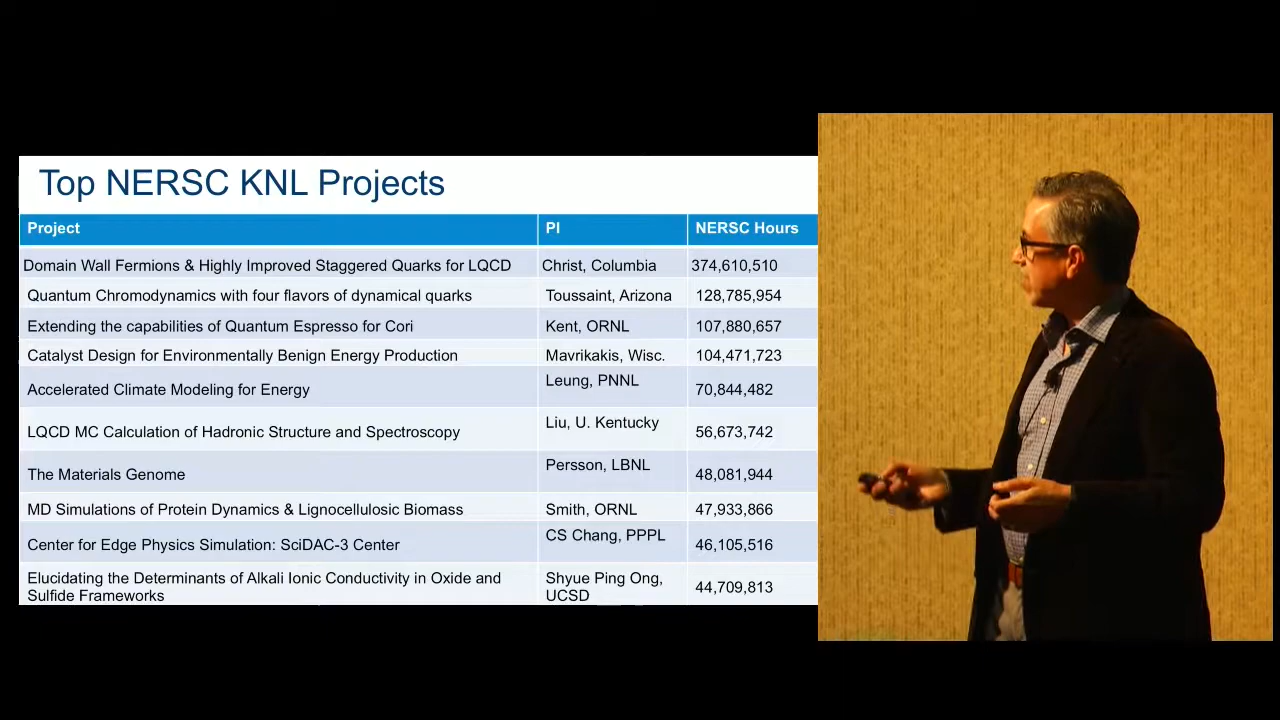 Top NERSC KNL Projects
Project PI NERSC Hours
Domain Wall Fermions & Highly Improved Staggered Quarks for LQCD Christ, Columbia 374,610,510
Quantum Chromodynamics with four flavors of dynamical quarks Toussaint, Arizona 128,785,954
Extending the capabilities of Quantum Espresso for Cori Kent, ORNL 107,880,657
Catalyst Design for Environmentally Benign Energy Production Mavrikakis, Wisc. 104,471,723
Accelerated Climate Modeling for Energy Leung, PNNL 70,844,482
LQCD MC Calculation of Hadronic Structure and Spectroscopy Liu, U. Kentucky 56,673,742
The Materials Genome Persson, LBNL 48,081,944
MD Simulations of Protein Dynamics & Lignocellulosic Biomass Smith, ORNL 47,933,866
Center for Edge Physics Simulation: SciDAC-3 Center CS Chang, PPPL 46,105,516
Elucidating the Determinants of Alkali Ionic Conductivity in Oxide and Shyue Ping Ong, 44,709,813
Sulfide Frameworks UCSD